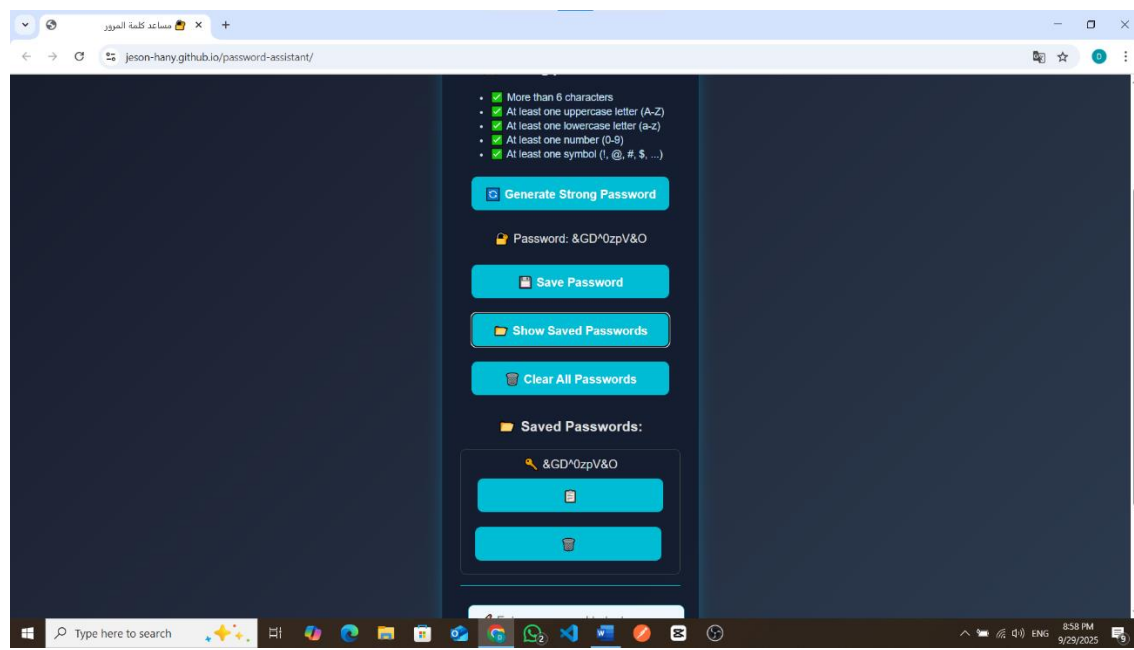 مساعد كلمة المرور
jeson-hany.github.io/password-assistant/
More than 6 characters
At least one uppercase letter (A-Z)
At least one lowercase letter (a-z)
At least one number (0-9)
At least one symbol (!, @, #, $, ...)
Generate Strong Password
Password: &GD^0zpV&O
Save Password
Show Saved Passwords
Clear All Passwords
Saved Passwords:
&GD^0zpV&O
Type here to search
ENG
8:58 PM
9/29/2025